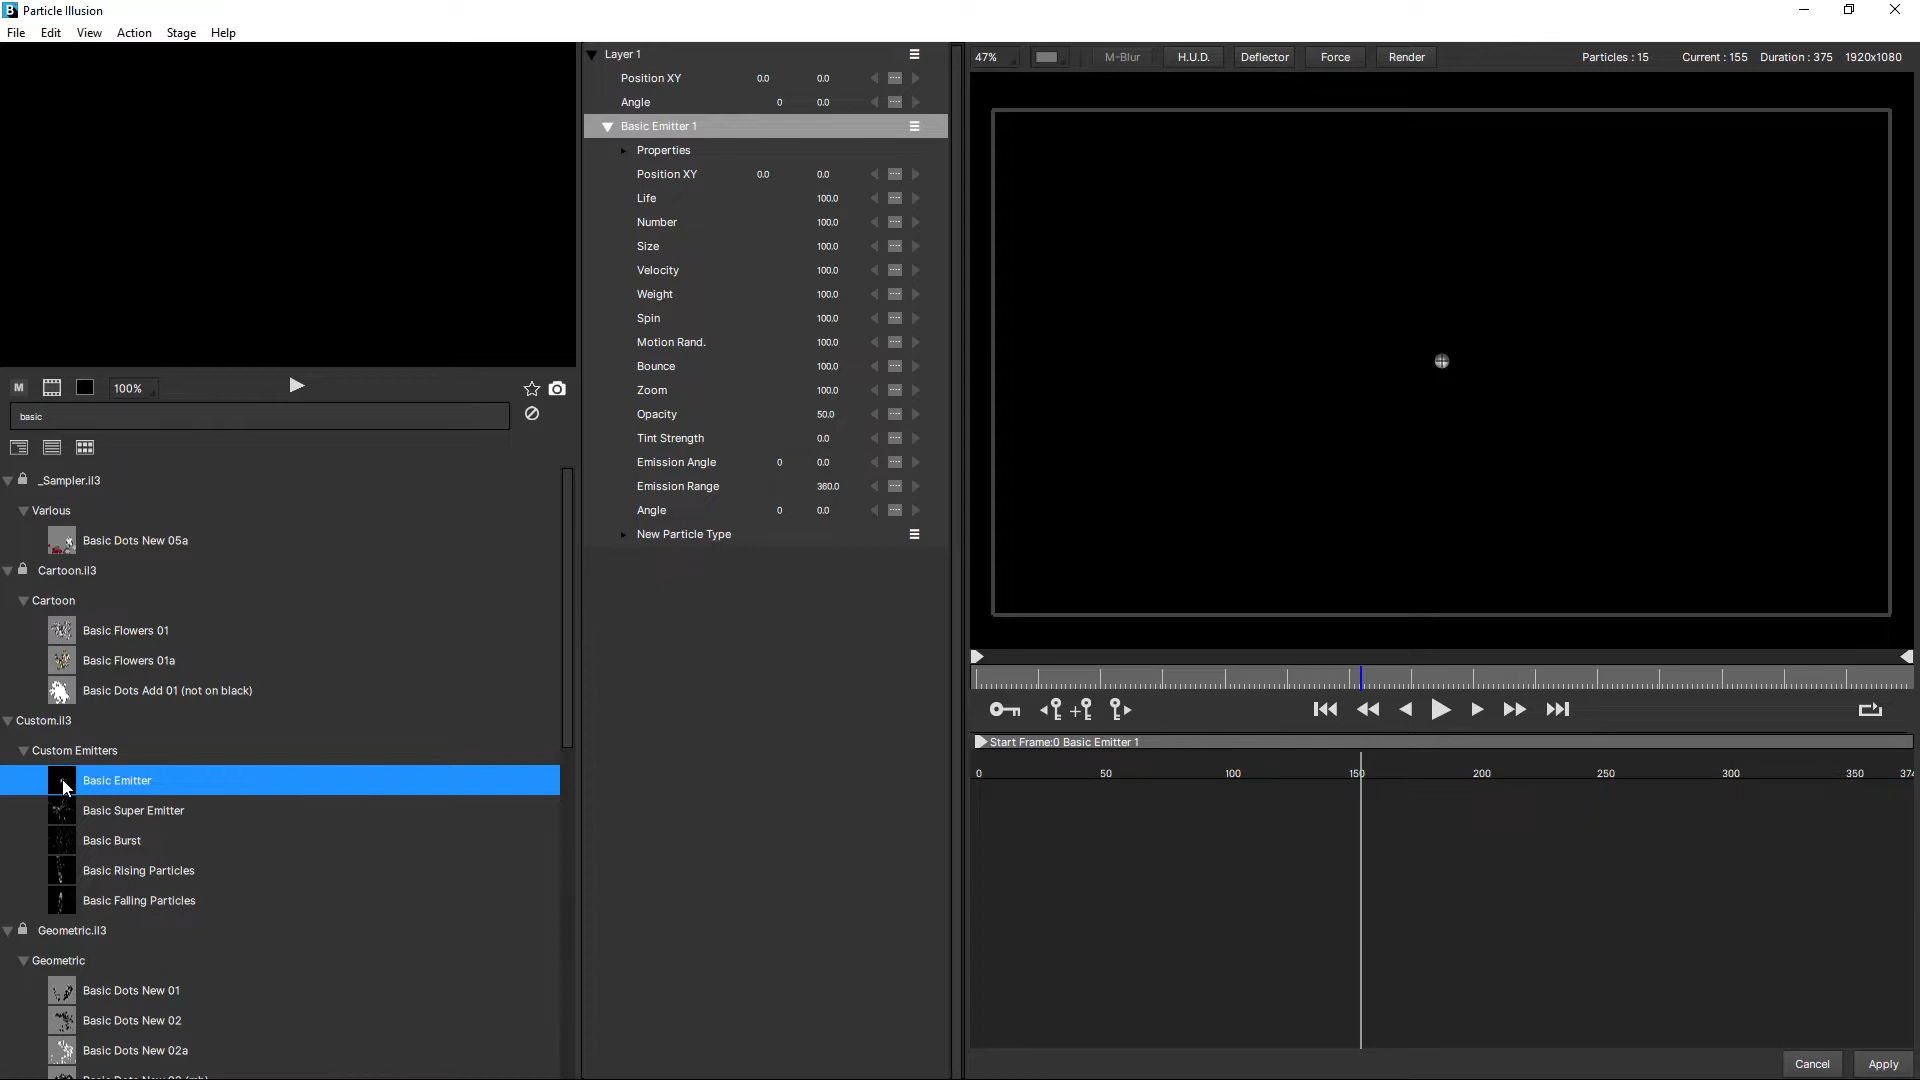 Particle Illusion
File Edit View Action Stage Help
M 100%
basic
_Sampler.il3
Various
Basic Dots New 05a
Cartoon.il3
Cartoon
Basic Flowers 01
Basic Flowers 01a
Basic Dots Add 01 (not on black)
Custom.il3
Custom Emitters
Basic Emitter
Basic Super Emitter
Basic Burst
Basic Rising Particles
Basic Falling Particles
Geometric.il3
Geometric
Basic Dots New 01
Basic Dots New 02
Basic Dots New 02a
Layer 1
Position XY 0.0 0.0
Angle 0 0.0
Basic Emitter 1
Properties
Position XY 0.0 0.0
Life 100.0
Number 100.0
Size 100.0
Velocity 100.0
Weight 100.0
Spin 100.0
Motion Rand. 100.0
Bounce 100.0
Zoom 100.0
Opacity 50.0
Tint Strength 0.0
Emission Angle 0 0.0
Emission Range 360.0
Angle 0 0.0
New Particle Type
47% M-Blur H.U.D. Deflector Force Render Particles : 15 Current : 155 Duration : 375 1920x1080
Start Frame:0 Basic Emitter 1
0 50 100 150 200 250 300 350 374
Cancel Apply